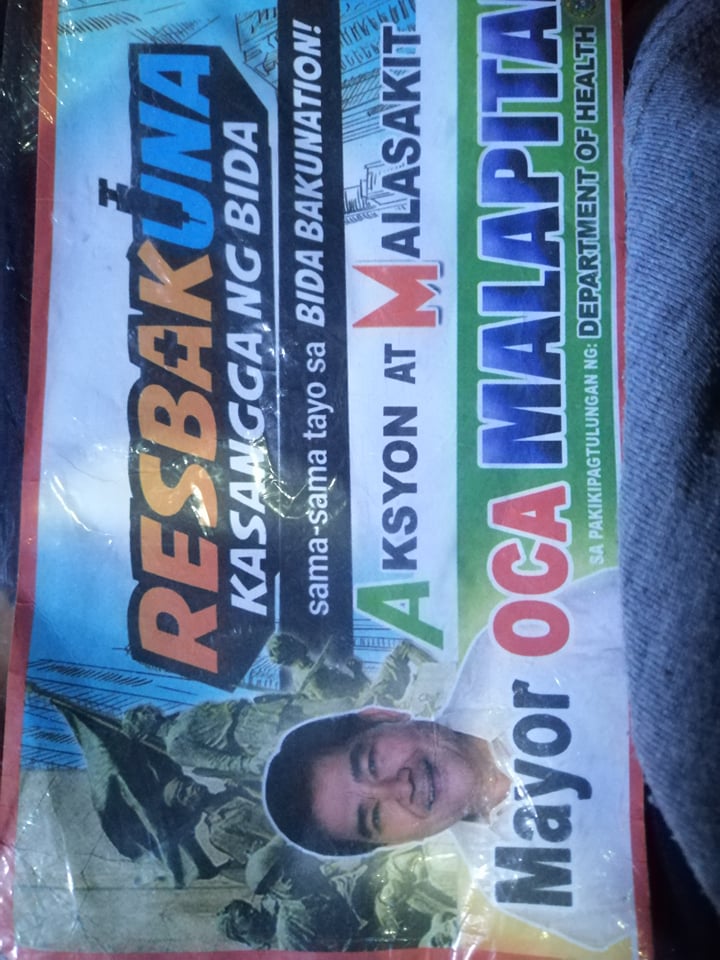 RESBAKUNA
KASANGGA NG BIDA
sama-sama tayo sa BIDA BAKUNATION!
AKSYON AT MALASAKIT
Mayor OCA MALAPITA
SA PAKIKIPAGTULUNGAN NG: DEPARTMENT OF HEALTH